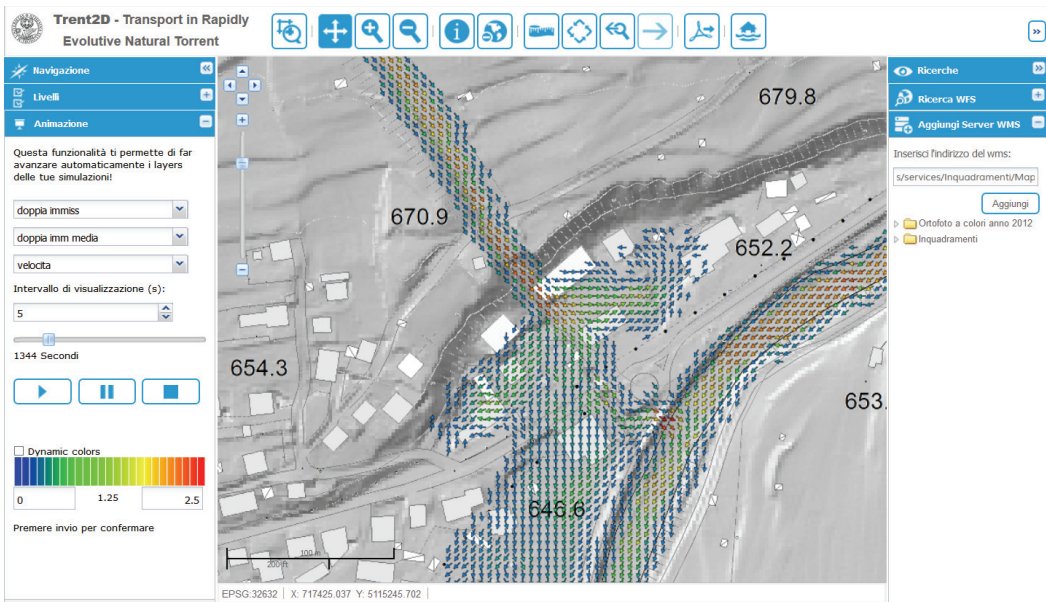 Trent2D - Transport in Rapidly
Evolutive Natural Torrent
Navigazione
Livelli
Animazione
Questa funzionalità ti permette di far
avanzare automaticamente i layers
delle tue simulazioni!
doppia immiss
doppia imm media
velocita
Intervallo di visualizzazione (s):
5
1344 Secondi
Dynamic colors
0
1.25
2.5
Premere invio per confermare
679.8
670.9
652.2
654.3
653.
646.6
100 m
200 ft
EPSG:32632 X: 717425.037 Y: 5115245.702
Ricerche
Ricerca WFS
Aggiungi Server WMS
Inserisci l'indirizzo del wms:
s/services/Inquadramenti/Map
Aggiungi
Ortofoto a colori anno 2012
Inquadramenti